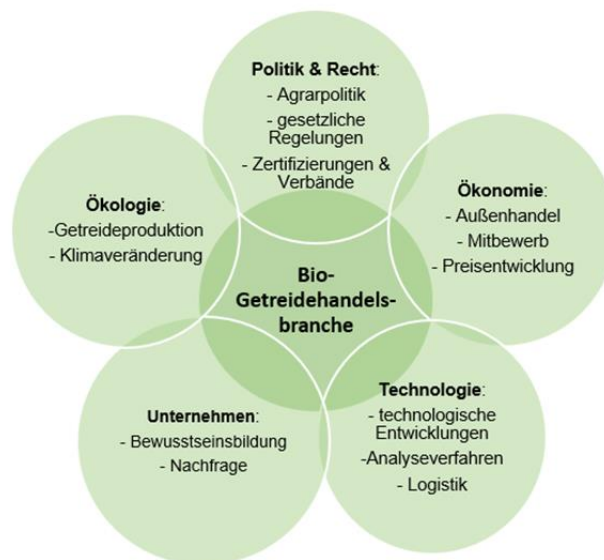 Politik & Recht:
- Agrarpolitik
- gesetzliche
Regelungen
- Zertifizierungen &
Verbände
Ökologie:
-Getreideproduktion
- Klimaveränderung
Ökonomie:
- Außenhandel
- Mitbewerb
- Preisentwicklung
Bio-
Getreidehandels-
branche
Unternehmen:
- Bewusstseinsbildung
- Nachfrage
Technologie:
- technologische
Entwicklungen
-Analyseverfahren
- Logistik